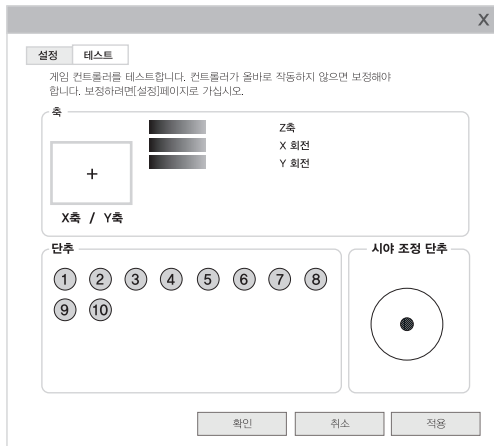 X
설정 테스트
게임 컨트롤러를 테스트합니다. 컨트롤러가 올바로 작동하지 않으면 보정해야
합니다. 보정하려면[설정]페이지로 가십시오.
축
Z축
X 회전
Y 회전
X축 / Y축
단추
1 2 3 4 5 6 7 8
9 10
시야 조정 단추
확인 취소 적용